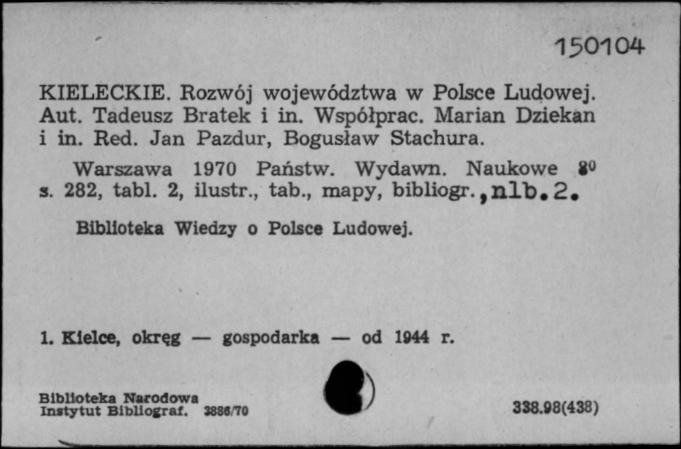 150104
KIELECKIE. Rozwój województwa w Polsce Ludowej.
Aut. Tadeusz Bratek i in. Współprac. Marian Dziekan
i in. Red. Jan Pazdur, Bogusław Stachura.
Warszawa 1970 Państw. Wydawn. Naukowe 8⁰
s. 282, tabl. 2, ilustr., tab., mapy, bibliogr., nlb. 2.
Biblioteka Wiedzy o Polsce Ludowej.
1. Kielce, okręg — gospodarka — od 1944 r.
Biblioteka Narodowa
Instytut Bibliograf. 3886/70
338.98(438)